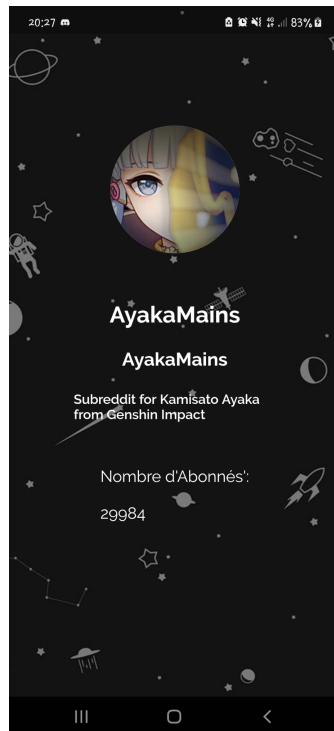 20:27
83%
AyakaMains
AyakaMains
Subreddit for Kamisato Ayaka
from Genshin Impact
Nombre d'Abonnés':
29984